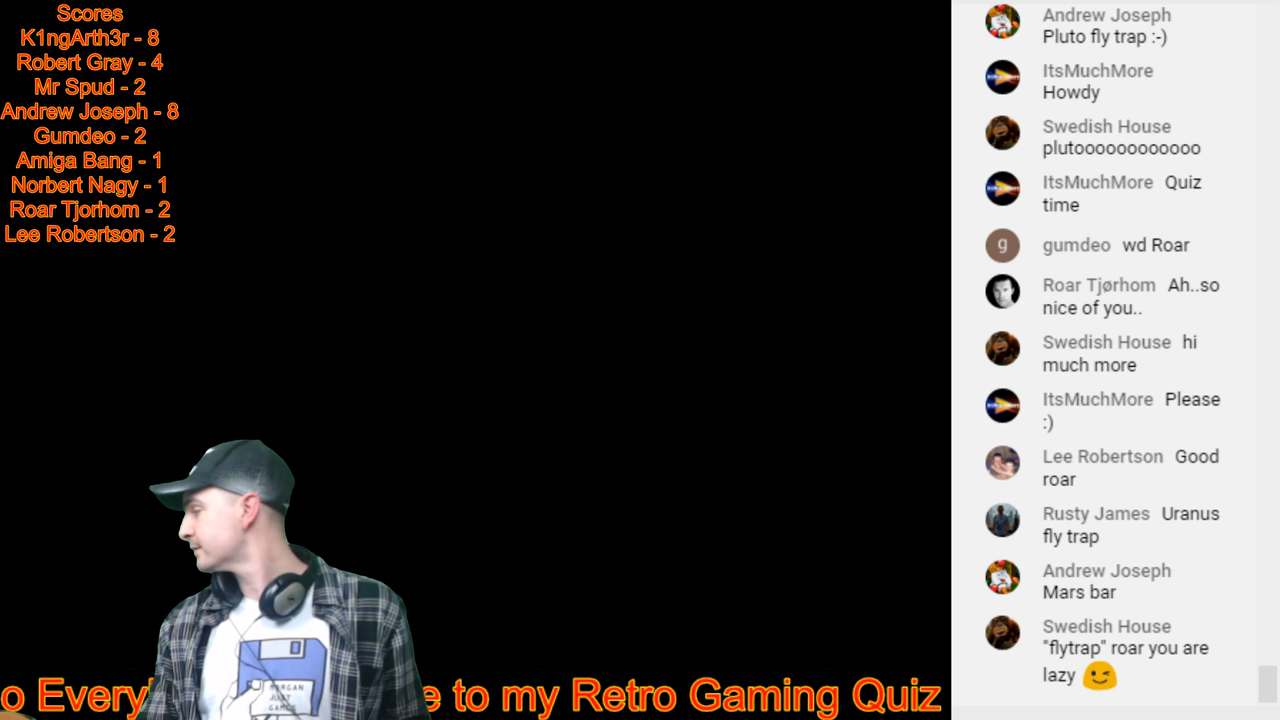 Scores
K1ngArth3r - 8
Robert Gray - 4
Mr Spud - 2
Andrew Joseph - 8
Gumdeo - 2
Amiga Bang - 1
Norbert Nagy - 1
Roar Tjorhom - 2
Lee Robertson - 2
MORGAN
JUST
GAMES
o Every e to my Retro Gaming Quiz
Andrew Joseph
Pluto fly trap :-)
ItsMuchMore
Howdy
Swedish House
plutoooooooooooo
ItsMuchMore Quiz
time
g
gumdeo wd Roar
Roar Tjørhom Ah..so
nice of you..
Swedish House hi
much more
ItsMuchMore Please
:)
Lee Robertson Good
roar
Rusty James Uranus
fly trap
Andrew Joseph
Mars bar
Swedish House
"flytrap" roar you are
lazy 😉